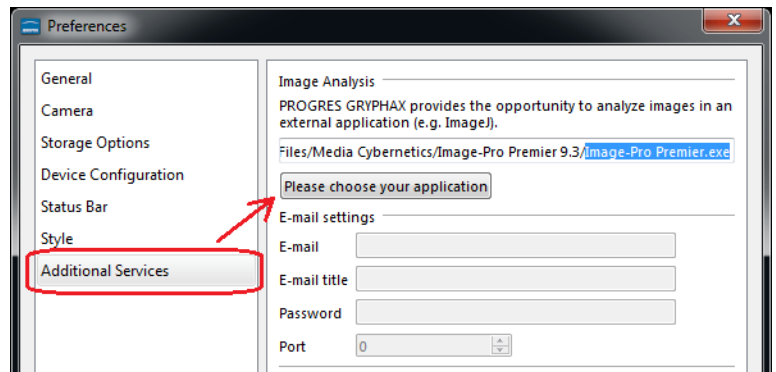 Preferences
General
Camera
Storage Options
Device Configuration
Status Bar
Style
Additional Services
Image Analysis
PROGRES GRYPHAX provides the opportunity to analyze images in an
external application (e.g. ImageJ).
Files/Media Cybernetics/Image-Pro Premier 9.3/Image-Pro Premier.exe
Please choose your application
E-mail settings
E-mail
E-mail title
Password
Port 0